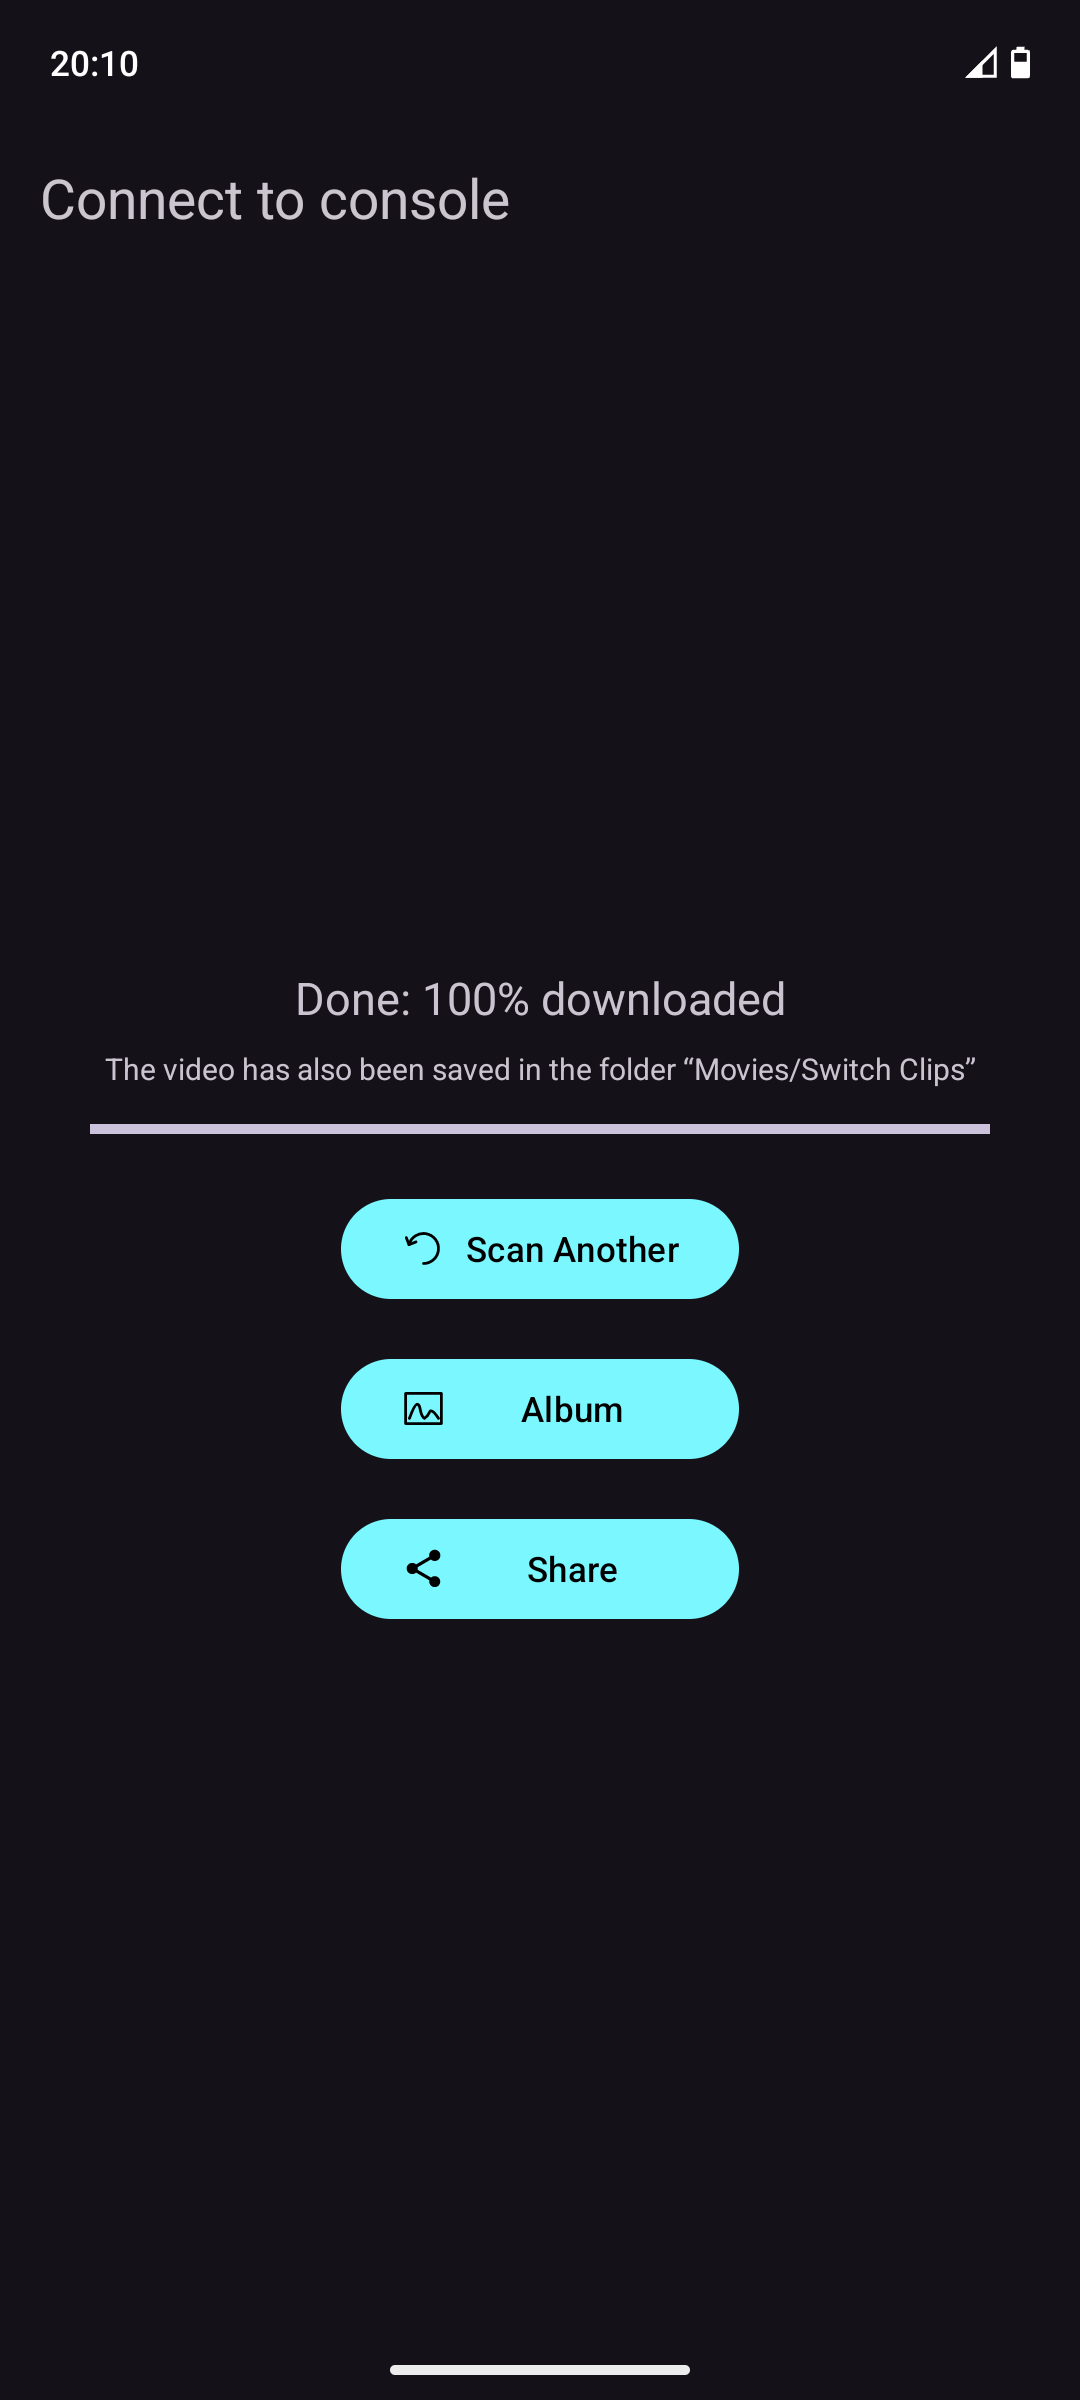 20:10
Connect to console
Done: 100% downloaded
The video has also been saved in the folder “Movies/Switch Clips”
Scan Another
Album
Share